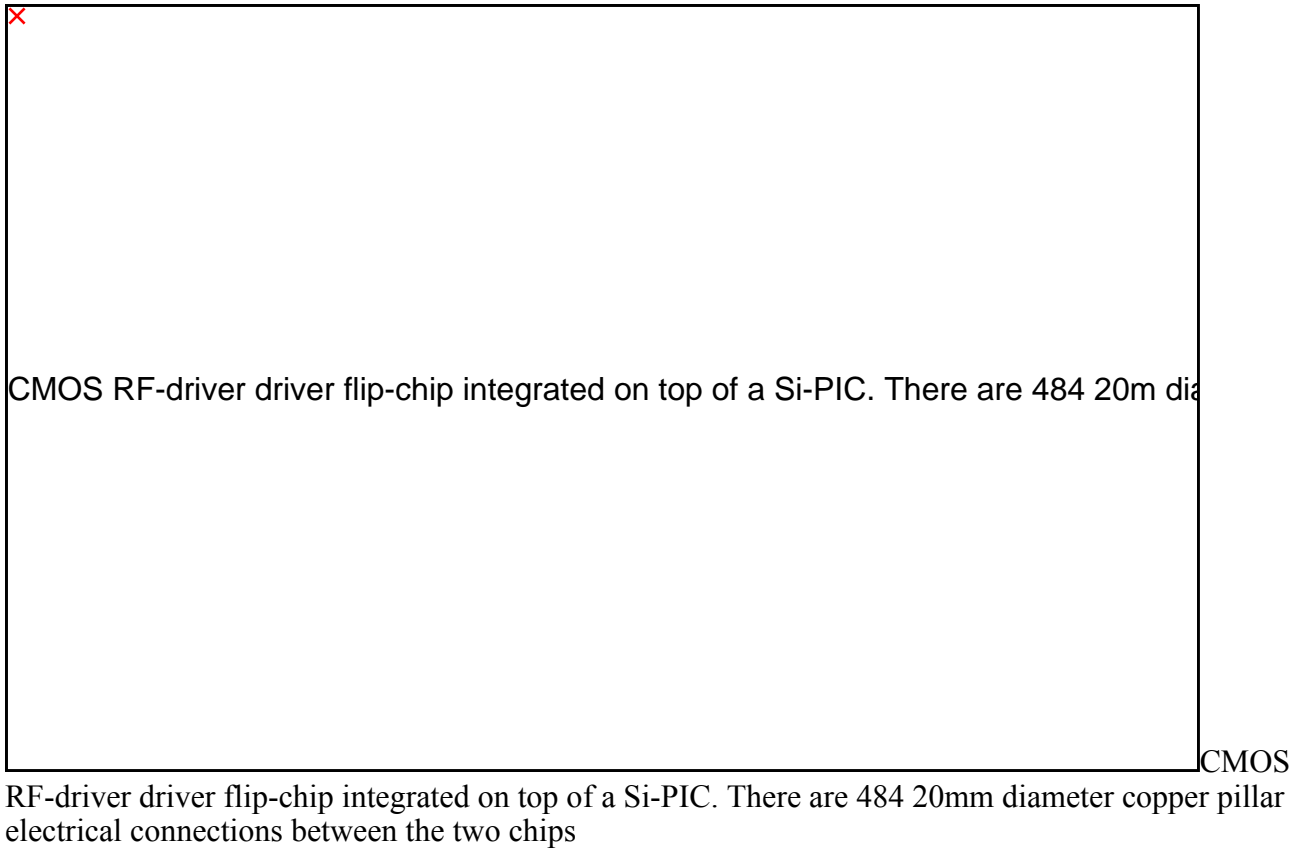 CMOS RF-driver driver flip-chip integrated on top of a Si-PIC. There are 484 20m dia
CMOS
RF-driver driver flip-chip integrated on top of a Si-PIC. There are 484 20mm diameter copper pillar
electrical connections between the two chips